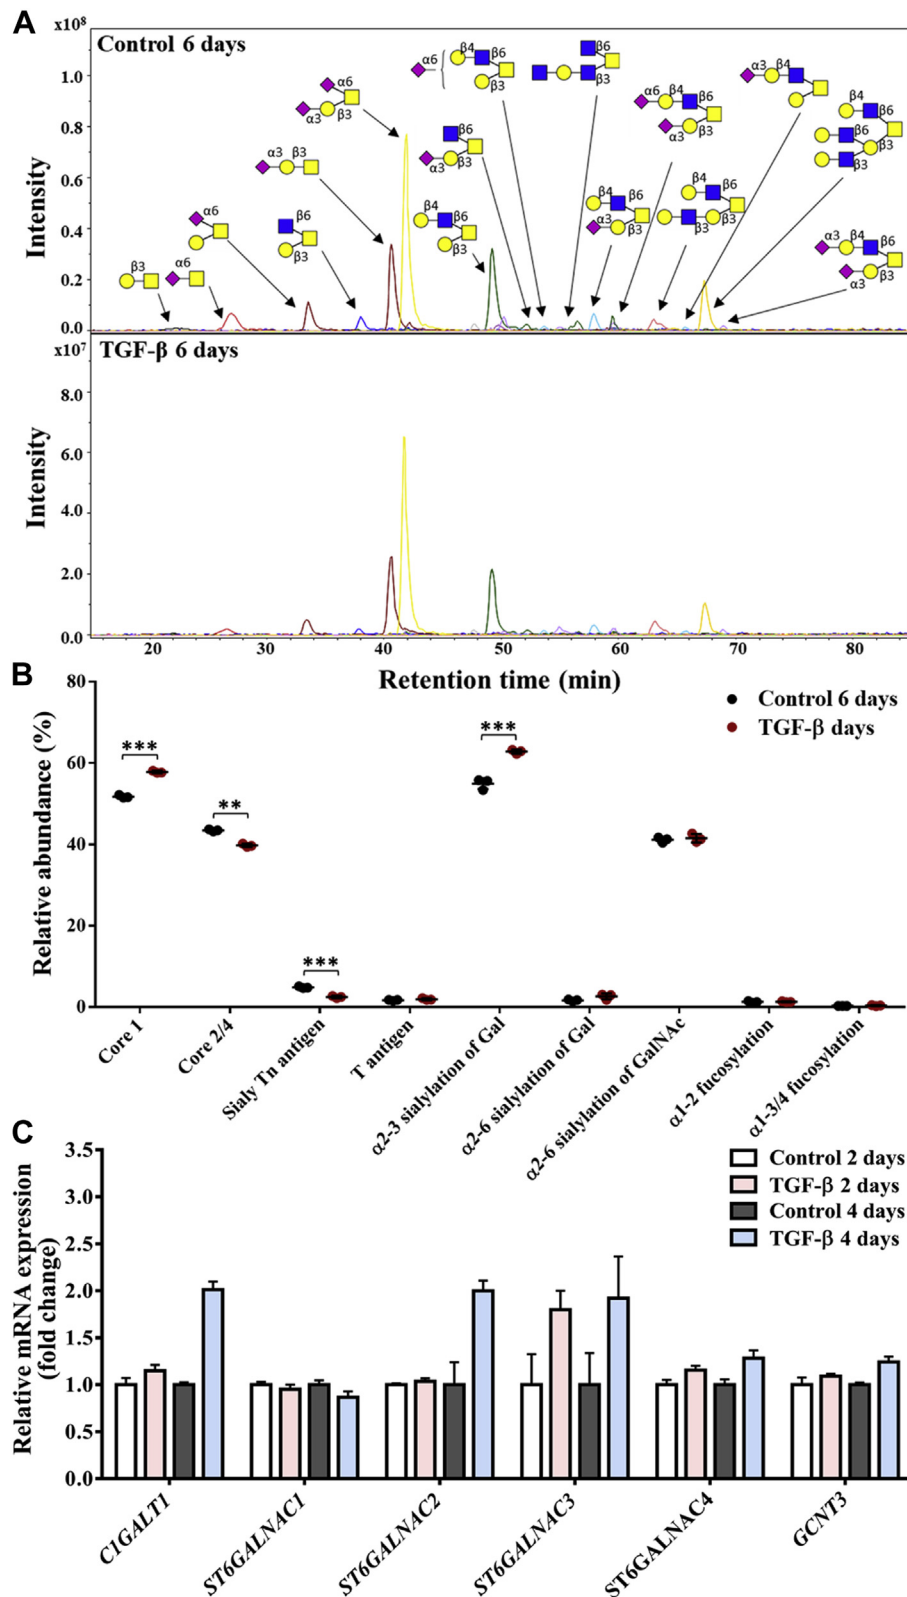 A
x10⁸
Control 6 days
1.0
0.8
0.6
0.4
0.2
0.0
Intensity
β3
α6
α6
β6
α3 β3
α6
α3 β3
β4 β6
β3
β6
α3 β3
α6
β4 β6
β3
β6
β3
β4 β6
α3 β3
α6 β4 β6
α3 β3
β4 β6
β3
α3 β4
β4
β6
β3 β3
α3 β4 β6
α3 β3
x10⁷
TGF-β 6 days
8.0
6.0
4.0
2.0
0.0
Intensity
20 30 40 50 60 70 80
Retention time (min)
B
80
60
40
20
0
Relative abundance (%)
Control 6 days
TGF-β days
***
**
***
***
Core 1
Core 2/4
Sialy Tn antigen
T antigen
α2-3 sialylation of Gal
α2-6 sialylation of Gal
α2-6 sialylation of GalNAc
α1-2 fucosylation
α1-3/4 fucosylation
C
3.5
3.0
2.5
2.0
1.5
1.0
0.5
0.0
Relative mRNA expression
(fold change)
Control 2 days
TGF-β 2 days
Control 4 days
TGF-β 4 days
C1GALT1
ST6GALNAC1
ST6GALNAC2
ST6GALNAC3
ST6GALNAC4
GCNT3